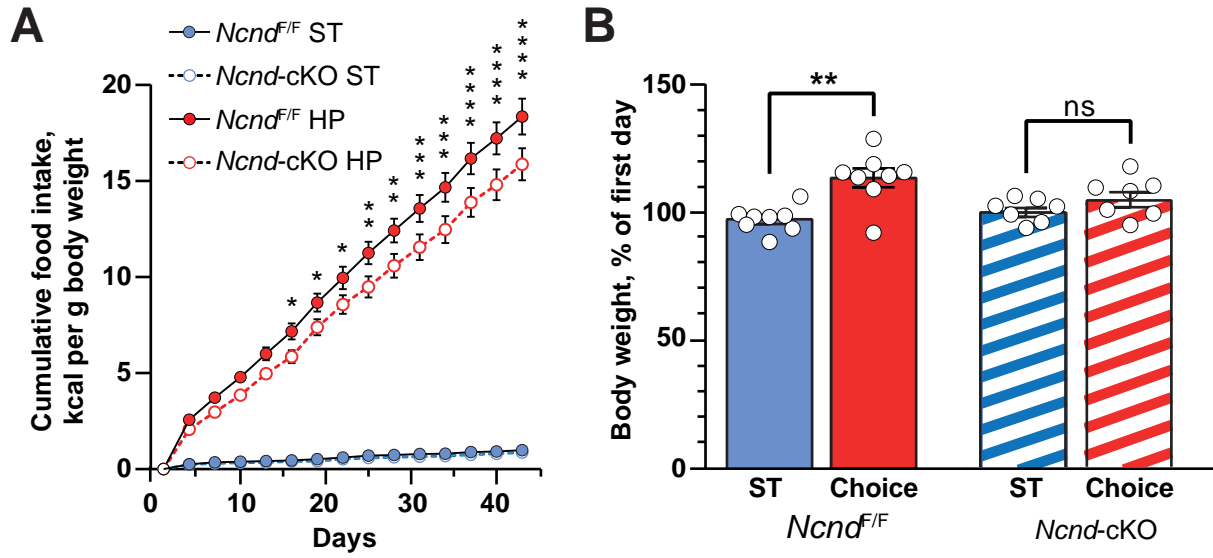 A
Ncnd^F/F ST
Ncnd-cKO ST
Ncnd^F/F HP
Ncnd-cKO HP
* * * * ** ** *** *** **** **** ****
Cumulative food intake,
kcal per g body weight
20
15
10
5
0
0 10 20 30 40
Days
B
Body weight, % of first day
150
100
50
0
**
ns
ST Choice ST Choice
Ncnd^F/F Ncnd-cKO